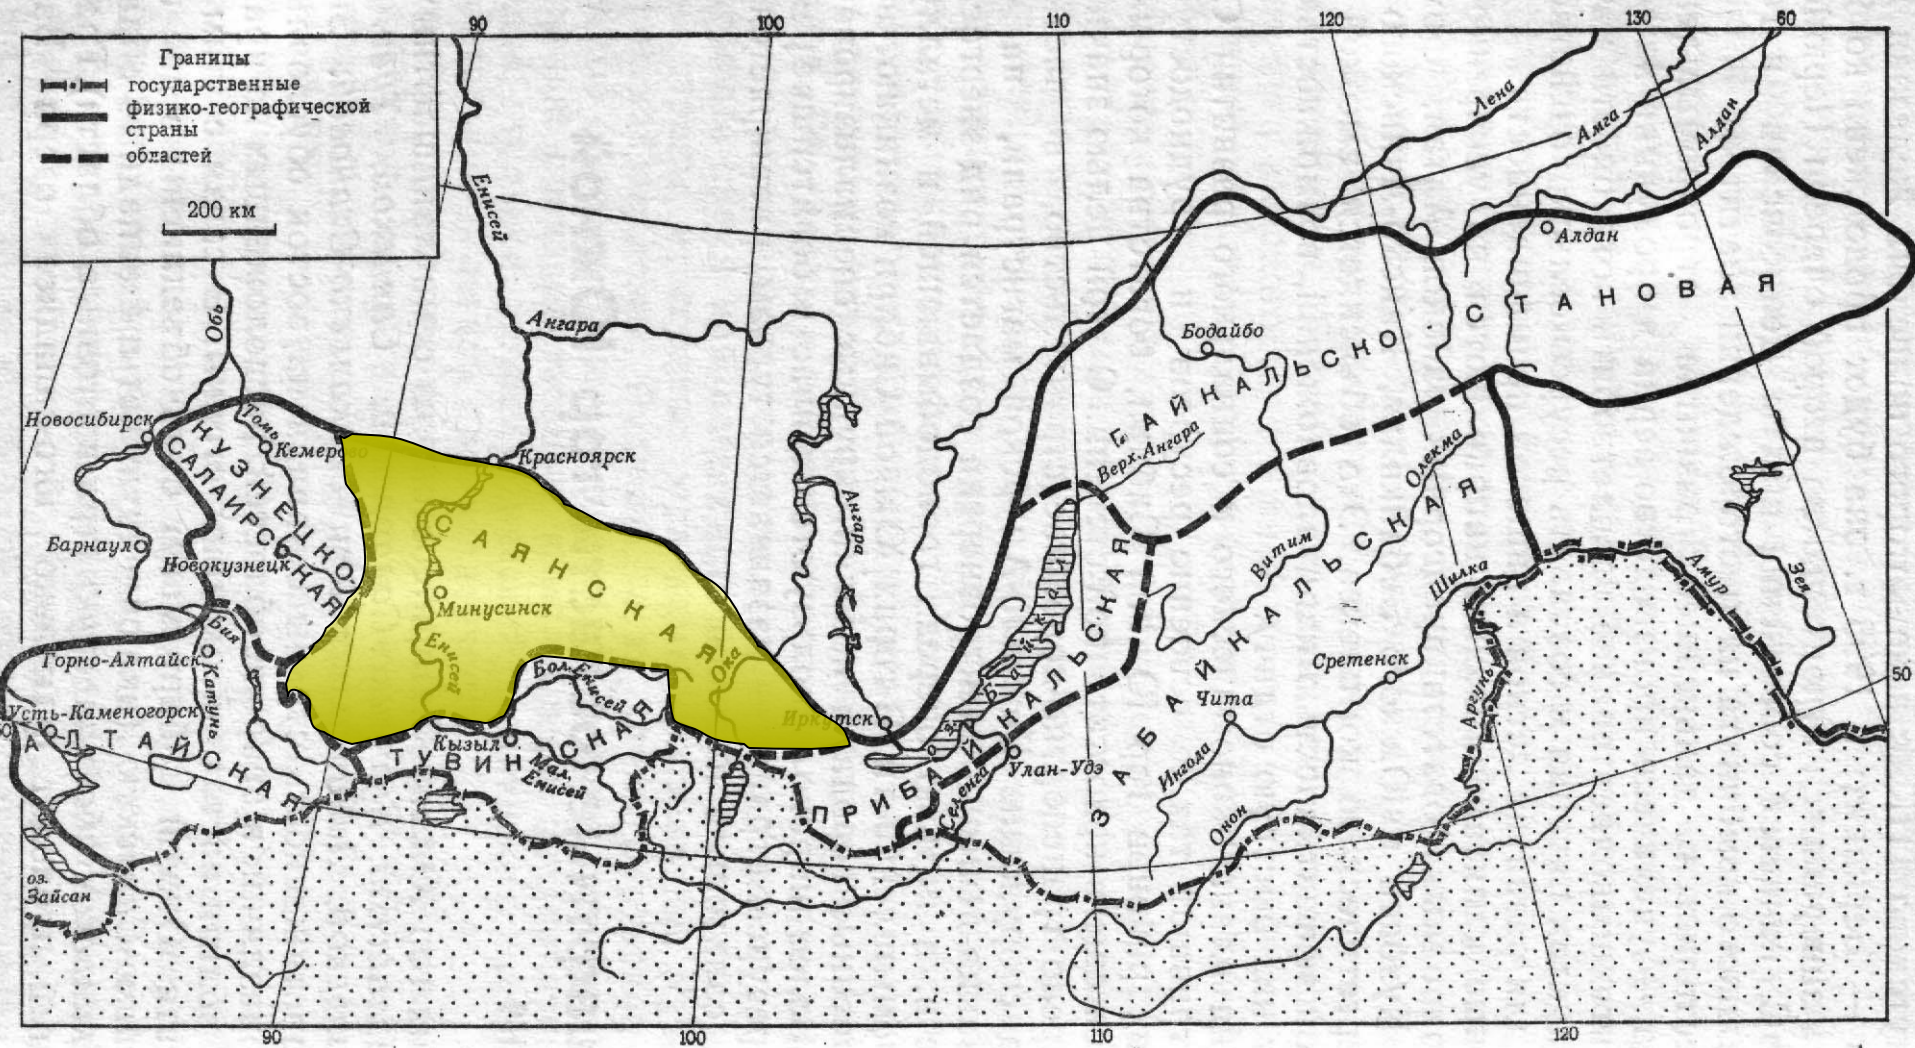 90 100 110 120 130 60
Границы
государственные
физико-географической
страны
областей
200 км
Енисей
Обь
Ангара
Лена
Амга
Алдан
Алдан
Бодайбо
БАЙКАЛЬСКО-СТАНОВАЯ
Верх. Ангара
Олекма
Новосибирск
Томь
Кемерово
Красноярск
КУЗНЕЦКО-
САЛАИРСКАЯ
Барнаул
Новокузнецк
САЯНСКАЯ
Минусинск
Енисей
Ангара
Ока
Иркутск
Бия
Горно-Алтайск
Катунь
Усть-Каменогорск
АЛТАЙСКАЯ
Бол. Енисей
Кызыл
ТУВИНСКАЯ
Мал.
Енисей
оз.
Зайсан
оз. Байкал
ПРИБАЙКАЛЬСКАЯ
Селенга
Улан-Удэ
ЗАБАЙКАЛЬСКАЯ
Витим
Шилка
Сретенск
Чита
Ингода
Онон
Аргунь
Амур
Зея
50
90 100 110 120